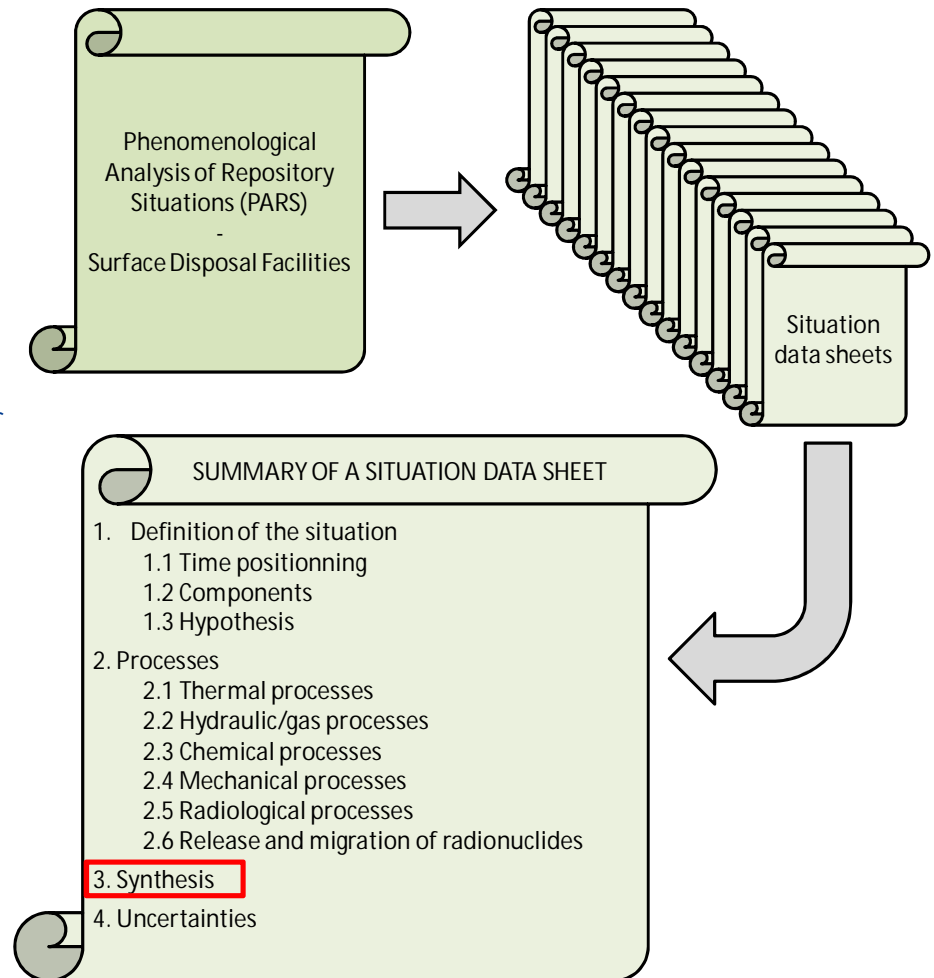 Phenomenological
Analysis of Repository
Situations (PARS)
-
Surface Disposal Facilities
Situation
data sheets
SUMMARY OF A SITUATION DATA SHEET
1. Definition of the situation
1.1 Time positionning
1.2 Components
1.3 Hypothesis
2. Processes
2.1 Thermal processes
2.2 Hydraulic/gas processes
2.3 Chemical processes
2.4 Mechanical processes
2.5 Radiological processes
2.6 Release and migration of radionuclides
3. Synthesis
4. Uncertainties